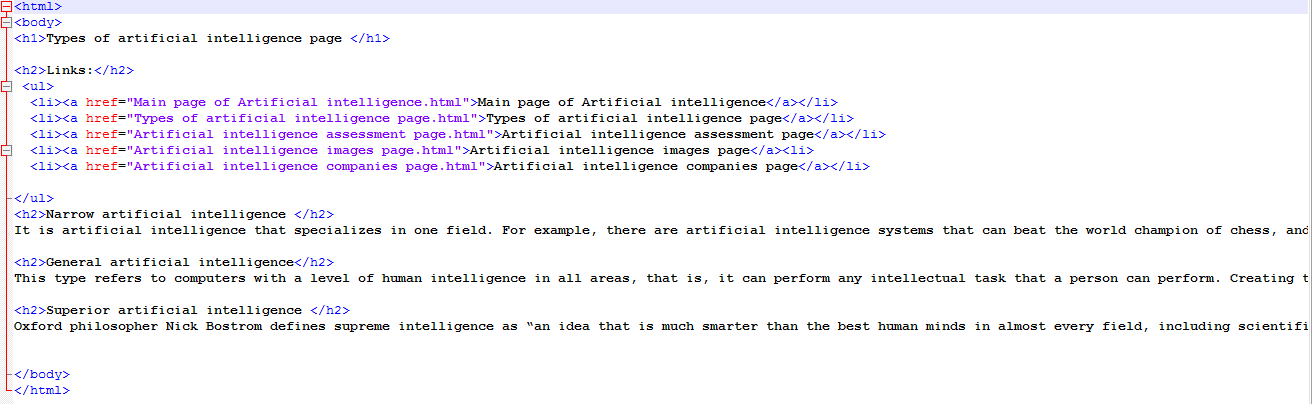 <html>
<body>
<h1>Types of artificial intelligence page </h1>
<h2>Links:</h2>
<ul>
<li><a href="Main page of Artificial intelligence.html">Main page of Artificial intelligence</a></li>
<li><a href="Types of artificial intelligence page.html">Types of artificial intelligence page</a></li>
<li><a href="Artificial intelligence assessment page.html">Artificial intelligence assessment page</a></li>
<li><a href="Artificial intelligence images page.html">Artificial intelligence images page</a><li>
<li><a href="Artificial intelligence companies page.html">Artificial intelligence companies page</a></li>
</ul>
<h2>Narrow artificial intelligence </h2>
It is artificial intelligence that specializes in one field. For example, there are artificial intelligence systems that can beat the world champion of chess, and
<h2>General artificial intelligence</h2>
This type refers to computers with a level of human intelligence in all areas, that is, it can perform any intellectual task that a person can perform. Creating t
<h2>Superior artificial intelligence </h2>
Oxford philosopher Nick Bostrom defines supreme intelligence as “an idea that is much smarter than the best human minds in almost every field, including scientifi
</body>
</html>